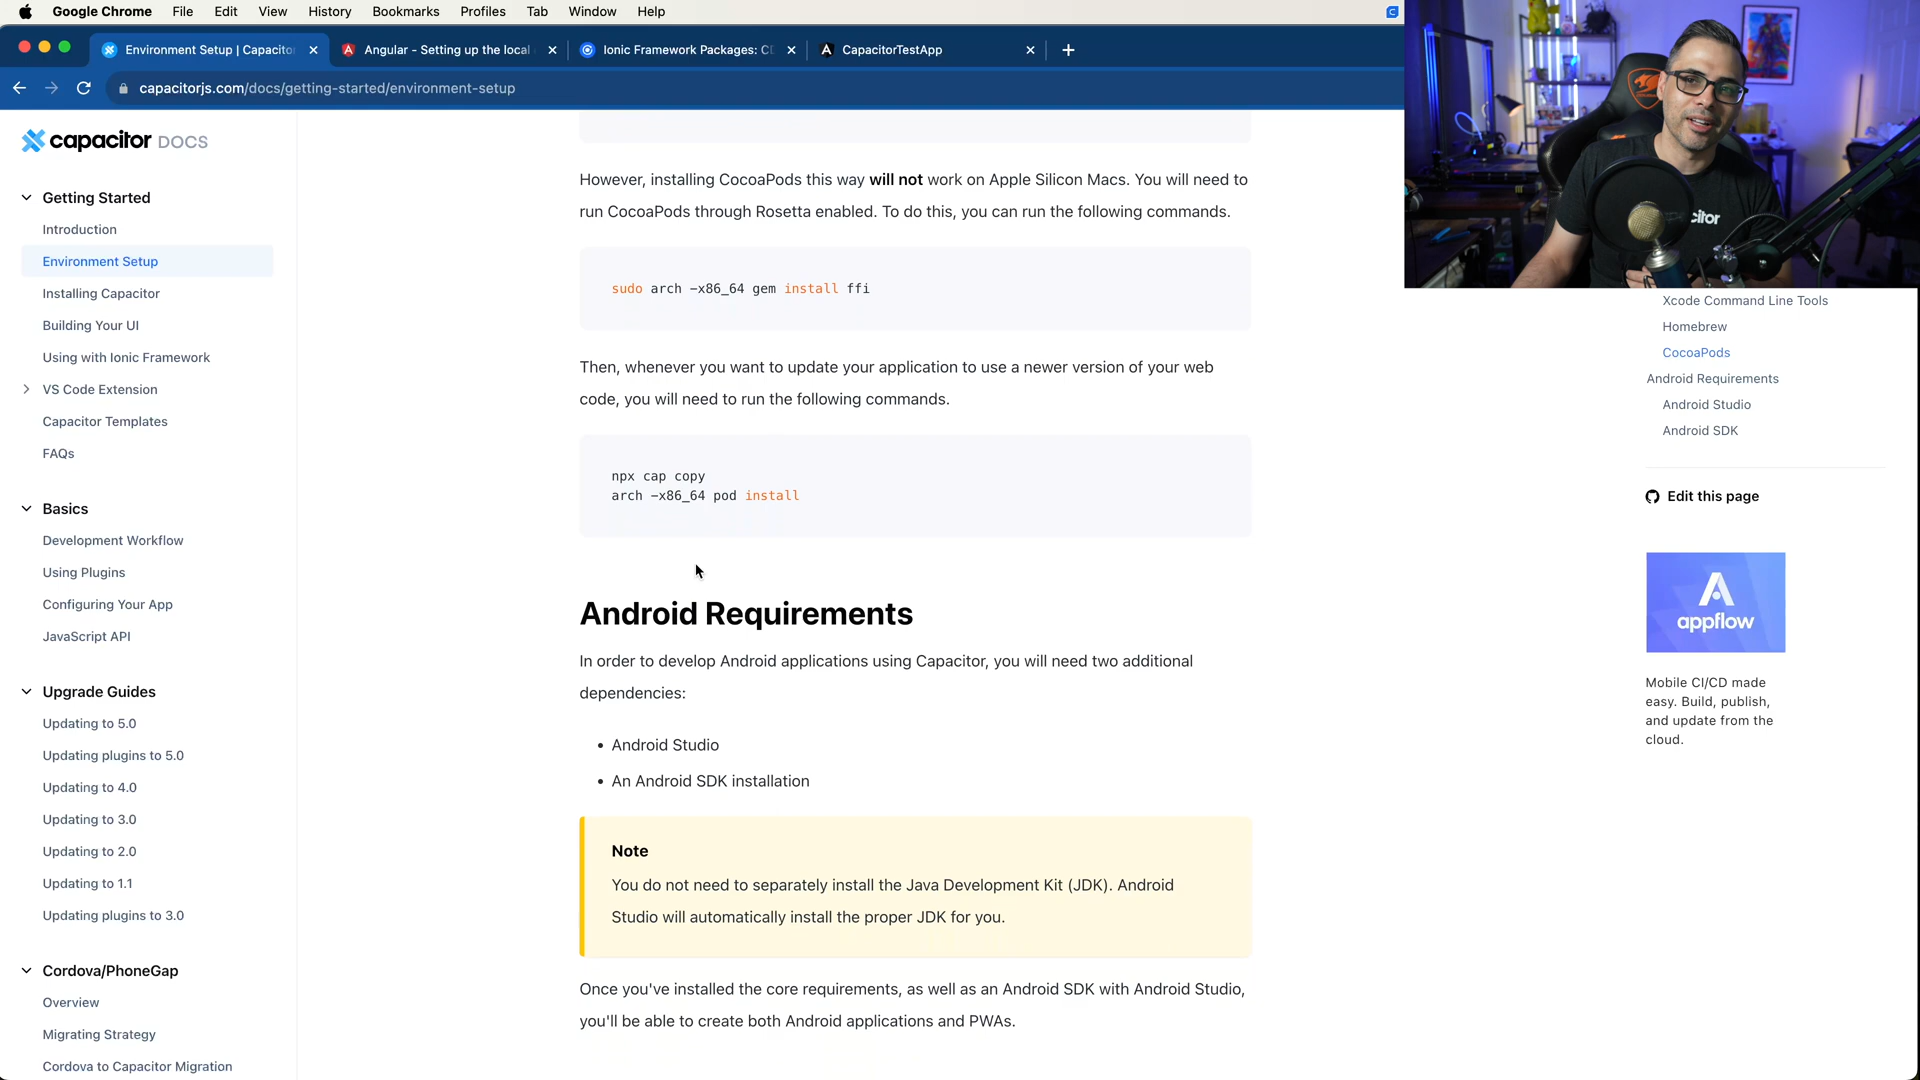 Google Chrome File Edit View History Bookmarks Profiles Tab Window Help
Environment Setup | Capacitor
Angular - Setting up the local
Ionic Framework Packages: CD
CapacitorTestApp
capacitorjs.com/docs/getting-started/environment-setup
capacitor DOCS
Getting Started
Introduction
Environment Setup
Installing Capacitor
Building Your UI
Using with Ionic Framework
VS Code Extension
Capacitor Templates
FAQs
Basics
Development Workflow
Using Plugins
Configuring Your App
JavaScript API
Upgrade Guides
Updating to 5.0
Updating plugins to 5.0
Updating to 4.0
Updating to 3.0
Updating to 2.0
Updating to 1.1
Updating plugins to 3.0
Cordova/PhoneGap
Overview
Migrating Strategy
Cordova to Capacitor Migration
However, installing CocoaPods this way will not work on Apple Silicon Macs. You will need to
run CocoaPods through Rosetta enabled. To do this, you can run the following commands.
sudo arch -x86_64 gem install ffi
Then, whenever you want to update your application to use a newer version of your web
code, you will need to run the following commands.
npx cap copy
arch -x86_64 pod install
Android Requirements
In order to develop Android applications using Capacitor, you will need two additional
dependencies:
• Android Studio
• An Android SDK installation
Note
You do not need to separately install the Java Development Kit (JDK). Android
Studio will automatically install the proper JDK for you.
Once you've installed the core requirements, as well as an Android SDK with Android Studio,
you'll be able to create both Android applications and PWAs.
Xcode Command Line Tools
Homebrew
CocoaPods
Android Requirements
Android Studio
Android SDK
Edit this page
appflow
Mobile CI/CD made
easy. Build, publish,
and update from the
cloud.